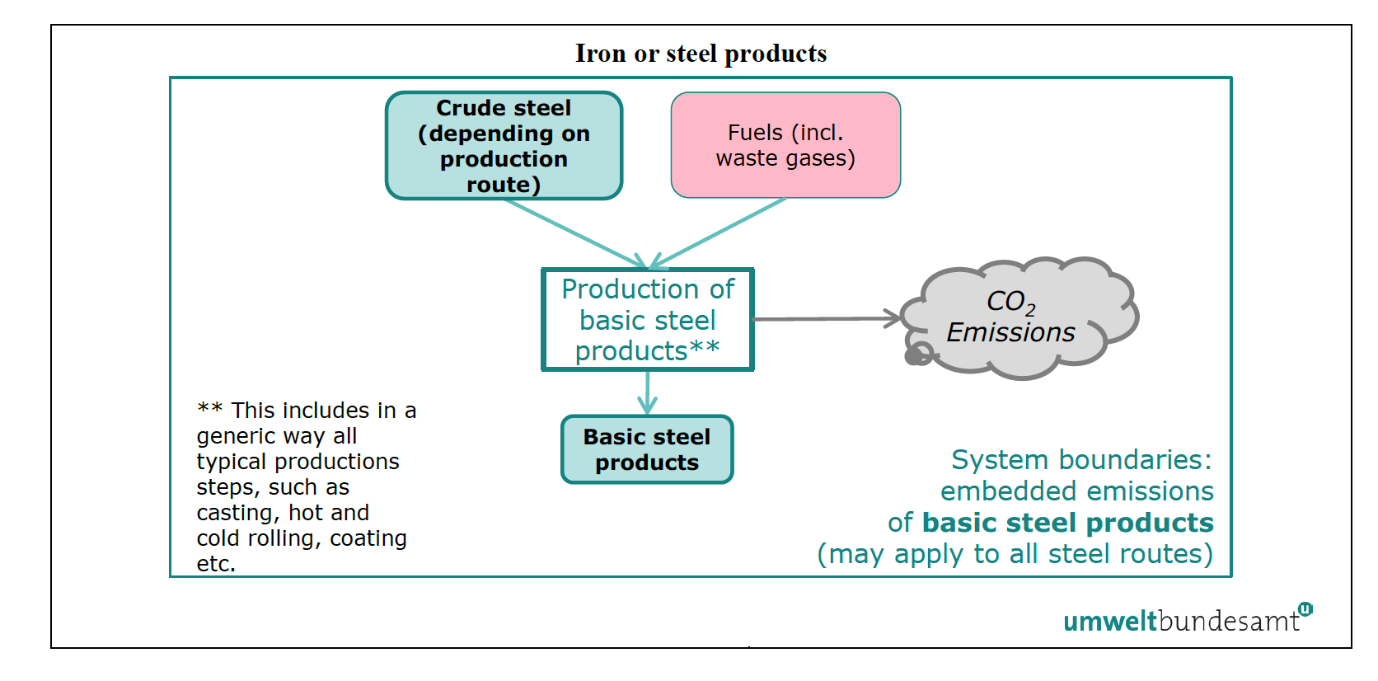 Iron or steel products
Crude steel
(depending on
production
route)
Fuels (incl.
waste gases)
Production of
basic steel
products**
CO₂
Emissions
Basic steel
products
** This includes in a
generic way all
typical productions
steps, such as
casting, hot and
cold rolling, coating
etc.
System boundaries:
embedded emissions
of basic steel products
(may apply to all steel routes)
umweltbundesamt
u